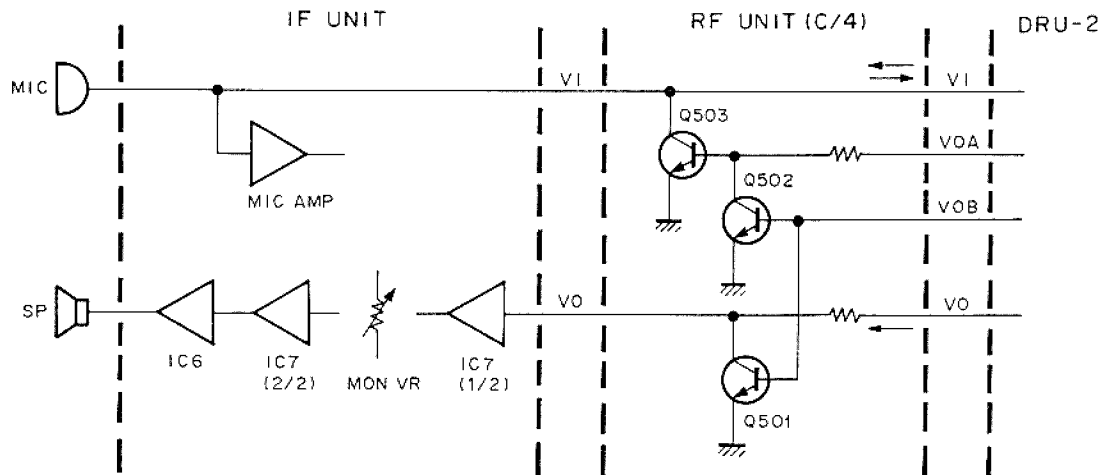 IF UNIT
RF UNIT (C/4)
DRU-2
MIC
VI
VI
Q503
VOA
MIC AMP
Q502
VOB
SP
VO
VO
IC6
IC7
(2/2)
MON VR
IC7
(1/2)
Q501